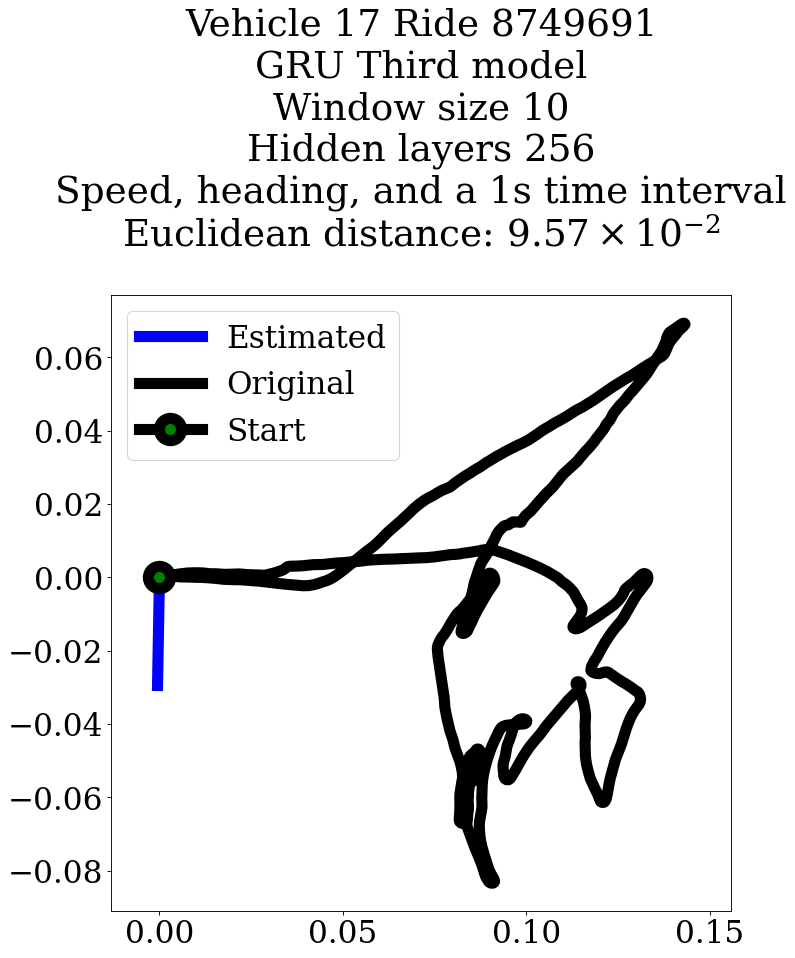 Vehicle 17 Ride 8749691
GRU Third model
Window size 10
Hidden layers 256
Speed, heading, and a 1s time interval
Euclidean distance: 9.57 × 10⁻²
Estimated
Original
Start
0.06
0.04
0.02
0.00
−0.02
−0.04
−0.06
−0.08
0.00 0.05 0.10 0.15